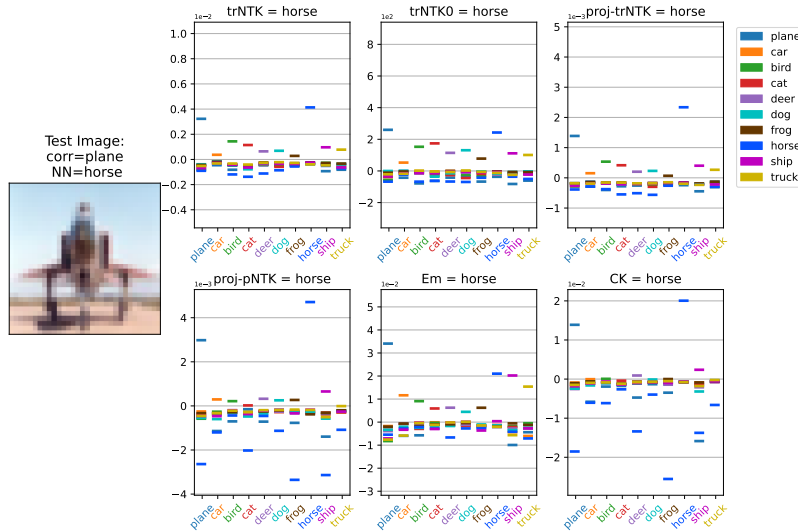 trNTK = horse
trNTK0 = horse
proj-trNTK = horse
1e−2
1e2
1e−3
1.0
0.8
0.6
0.4
0.2
0.0
−0.2
−0.4
8
6
4
2
0
−2
5
4
3
2
1
0
−1
plane
car
bird
cat
deer
dog
frog
horse
ship
truck
plane
car
bird
cat
deer
dog
frog
horse
ship
truck
plane
car
bird
cat
deer
dog
frog
horse
ship
truck
plane
car
bird
cat
deer
dog
frog
horse
ship
truck
Test Image:
corr=plane
NN=horse
proj-pNTK = horse
Em = horse
CK = horse
1e−3
1e−2
1e−2
4
2
0
−2
−4
5
4
3
2
1
0
−1
−2
−3
2
1
0
−1
−2
plane
car
bird
cat
deer
dog
frog
horse
ship
truck
plane
car
bird
cat
deer
dog
frog
horse
ship
truck
plane
car
bird
cat
deer
dog
frog
horse
ship
truck